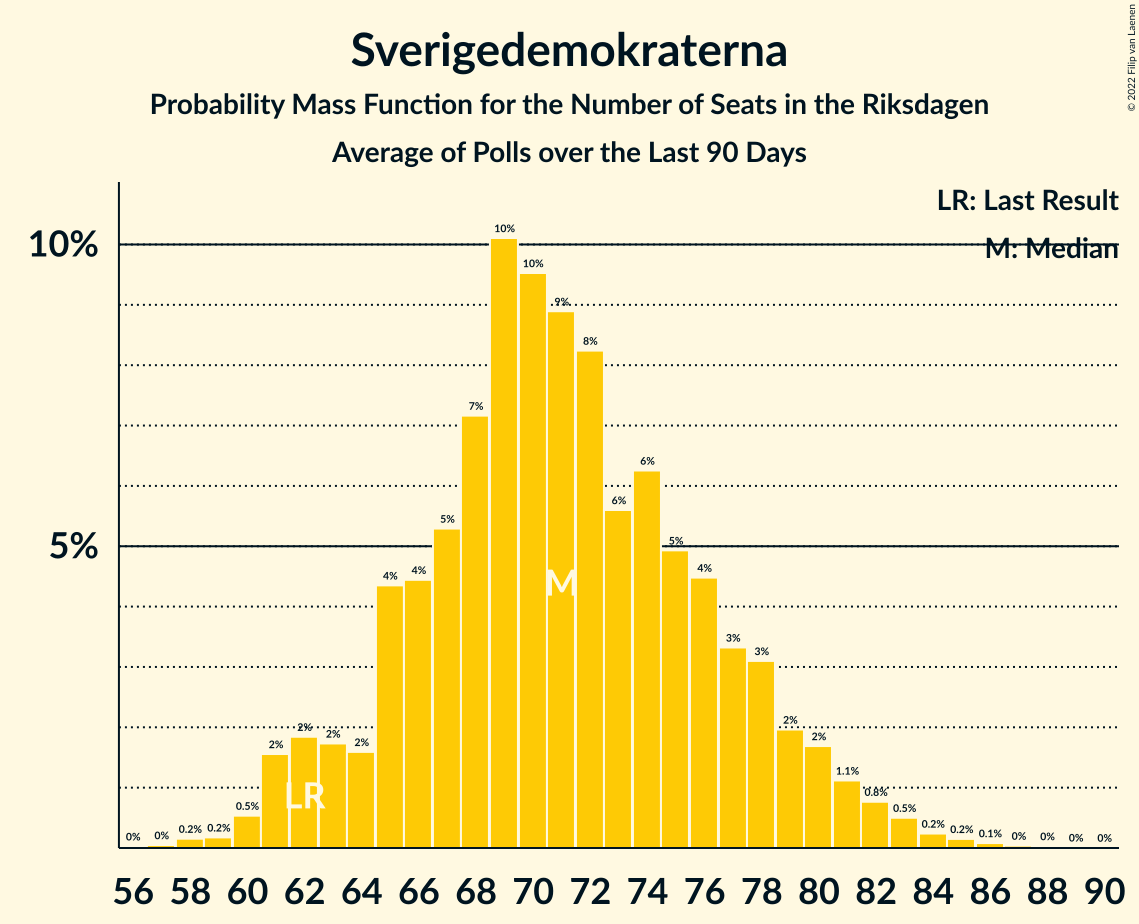 © 2022 Filip van Laenen
Sverigedemokraterna
Probability Mass Function for the Number of Seats in the Riksdagen
Average of Polls over the Last 90 Days
LR: Last Result
M: Median
10%
5%
0% 0% 0.2% 0.2% 0.5% 2% 2% 2% 2% 4% 4% 5% 7% 10% 10% 9% 8% 6% 6% 5% 4% 3% 3% 2% 2% 1.1% 0.8% 0.5% 0.2% 0.2% 0.1% 0% 0% 0% 0%
M
LR
56 58 60 62 64 66 68 70 72 74 76 78 80 82 84 86 88 90